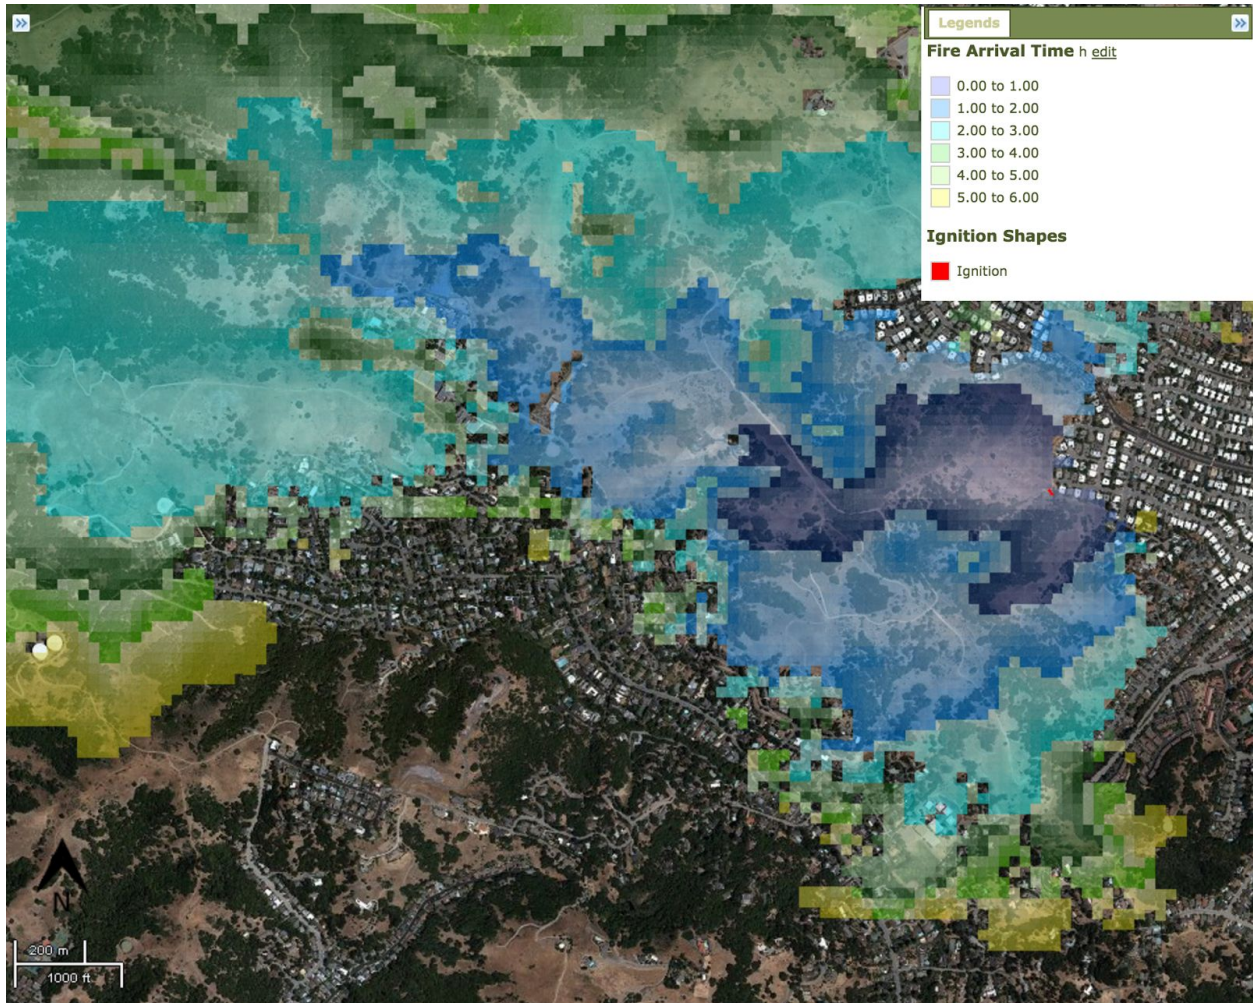 Legends
Fire Arrival Time h edit
0.00 to 1.00
1.00 to 2.00
2.00 to 3.00
3.00 to 4.00
4.00 to 5.00
5.00 to 6.00
Ignition Shapes
Ignition
N
200 m
1000 ft